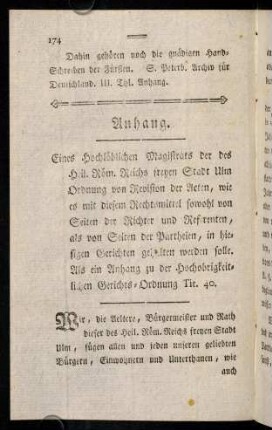 174
Dahin gehören noch die gnädigen Hand-
Schreiben der Fürsten. S. Peterb. Archiv für
Deutschland. III. Thl. Anhang.
Anhang.
Eines Hochlöblichen Magistrats der des
Heil. Röm. Reichs freyen Stadt Ulm
Ordnung von Revision der Acten, wie
es mit diesem Rechtsmittel sowohl von
Seiten der Richter und Referenten,
als von Seiten der Partheien, in hie-
sigen Gerichten gehalten werden solle.
Als ein Anhang zu der Hochobrigkeit-
lichen Gerichts-Ordnung Tit. 40.
Wir, die Aeltere, Bürgermeister und Rath
dieser des Heil. Röm. Reichs freyen Stadt
Ulm, fügen allen und jeden unseren geliebten
Bürgern, Einwohnern und Unterthanen, wie
auch